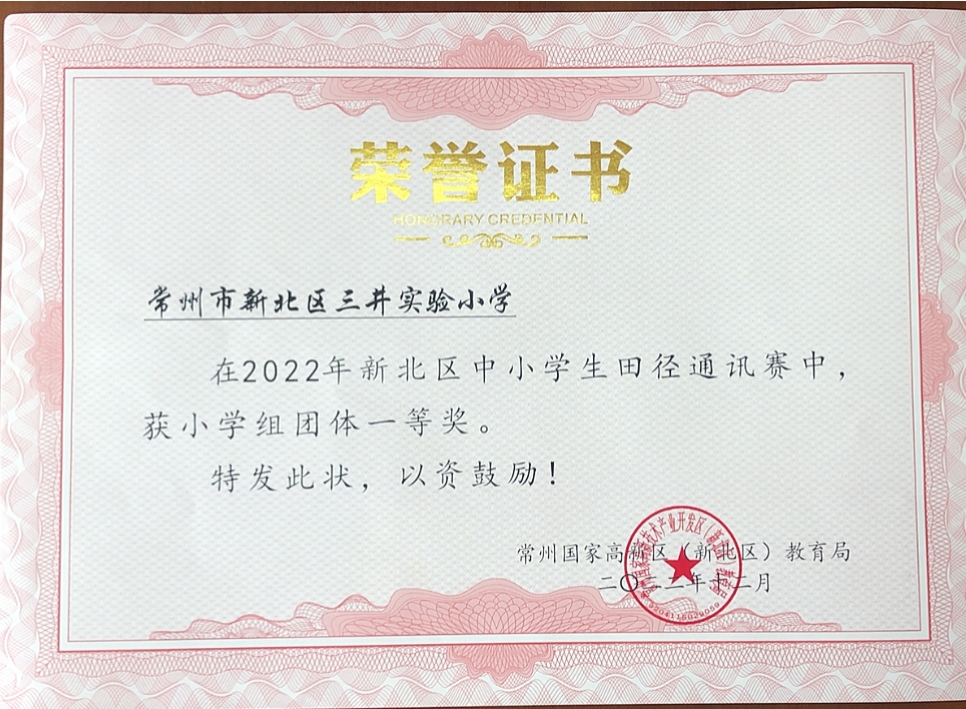 荣誉证书
HONORARY CREDENTIAL
常州市新北区三井实验小学
在2022年新北区中小学生田径通讯赛中，
获小学组团体一等奖。
特发此状，以资鼓励！
常州国家高新区（新北区）教育局
二〇二二年十二月